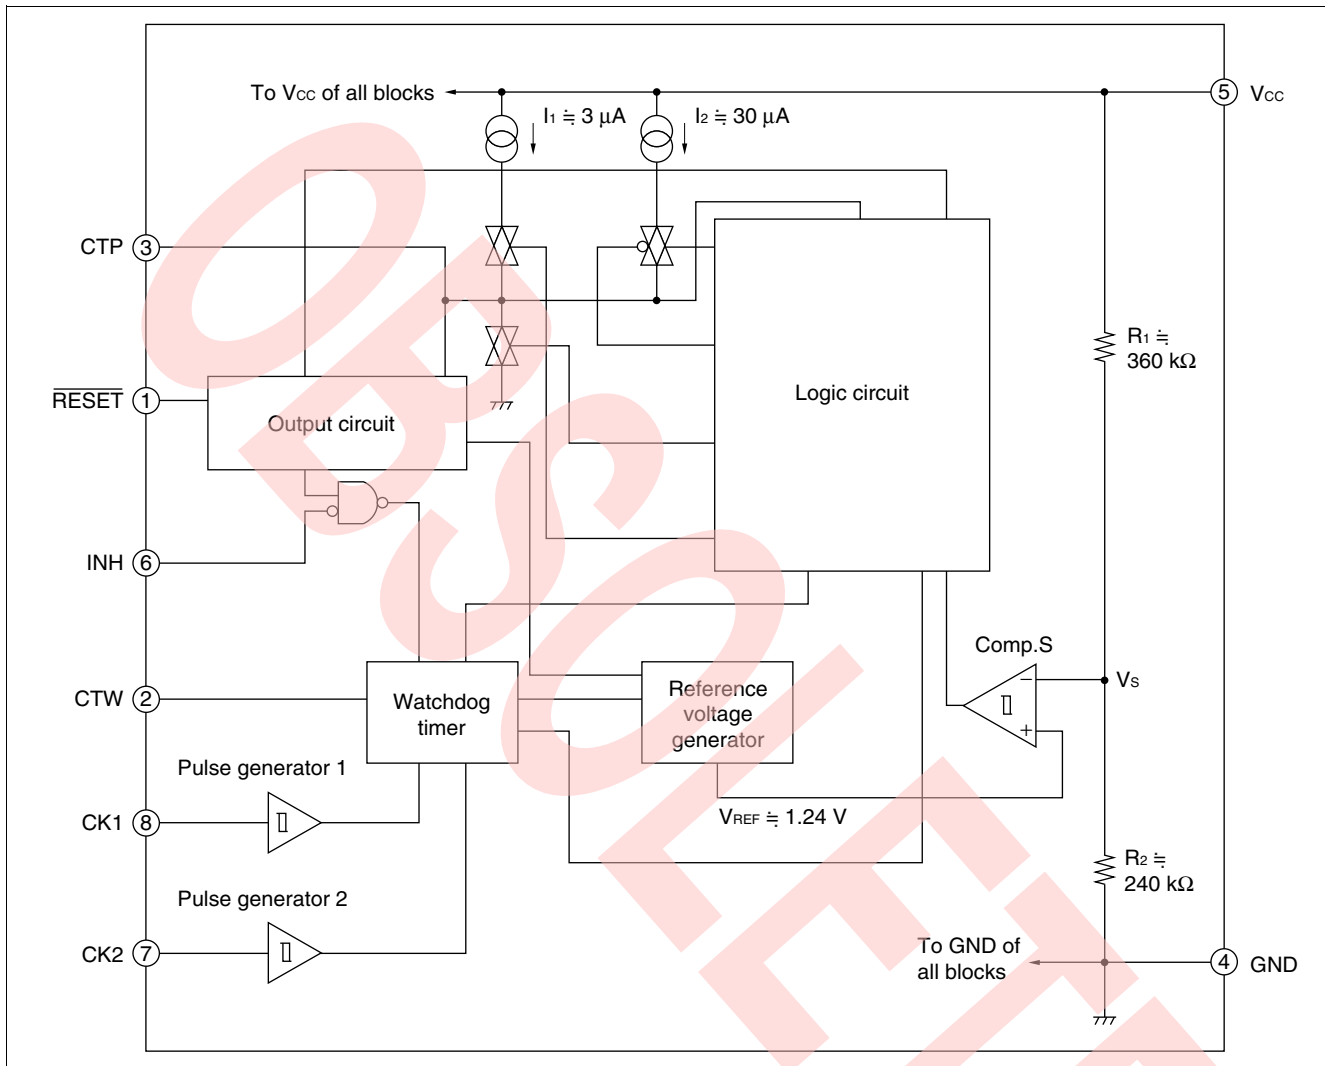 To VCC of all blocks
I1 ≒ 3 μA
I2 ≒ 30 μA
5
VCC
CTP
3
R1 ≒
360 kΩ
RESET
1
Output circuit
Logic circuit
INH
6
Comp.S
−
+
VS
CTW
2
Watchdog
timer
Reference
voltage
generator
VREF ≒ 1.24 V
Pulse generator 1
CK1
8
R2 ≒
240 kΩ
Pulse generator 2
CK2
7
To GND of
all blocks
4
GND
OBSOLETE